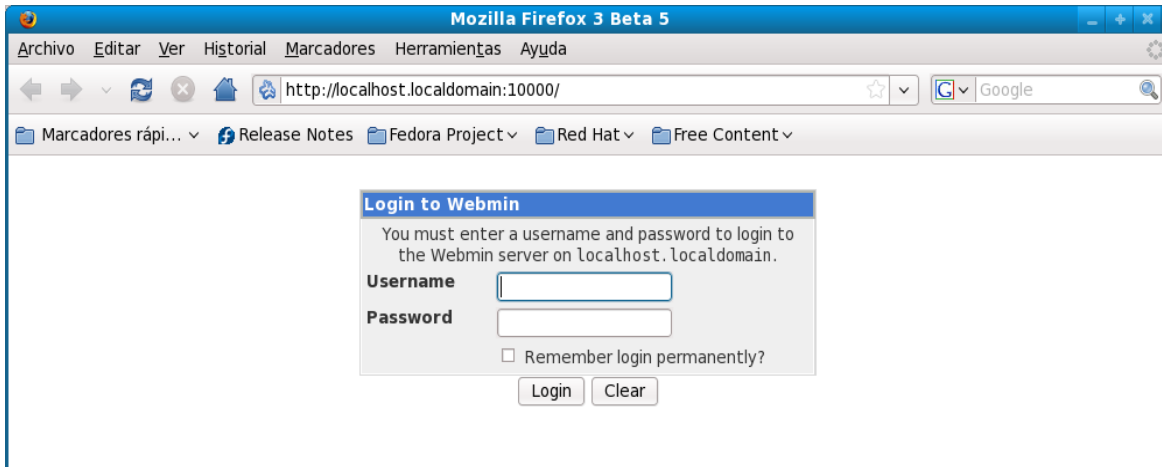 Mozilla Firefox 3 Beta 5
Archivo Editar Ver Historial Marcadores Herramientas Ayuda
http://localhost.localdomain:10000/ G Google
Marcadores rápi... Release Notes Fedora Project Red Hat Free Content
Login to Webmin
You must enter a username and password to login to
the Webmin server on localhost.localdomain.
Username
Password
Remember login permanently?
Login Clear